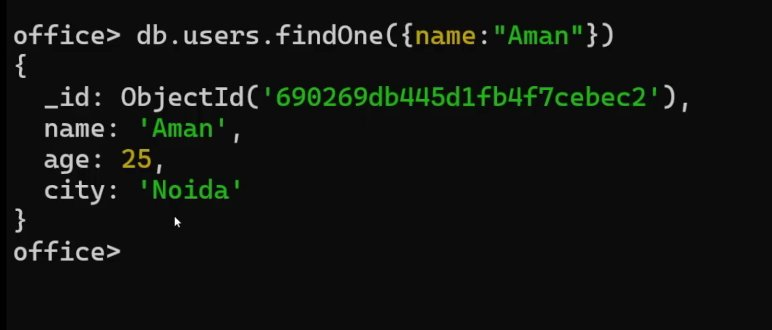 office> db.users.findOne({name:"Aman"})
{
  _id: ObjectId('690269db445d1fb4f7cebec2'),
  name: 'Aman',
  age: 25,
  city: 'Noida'
}
office>